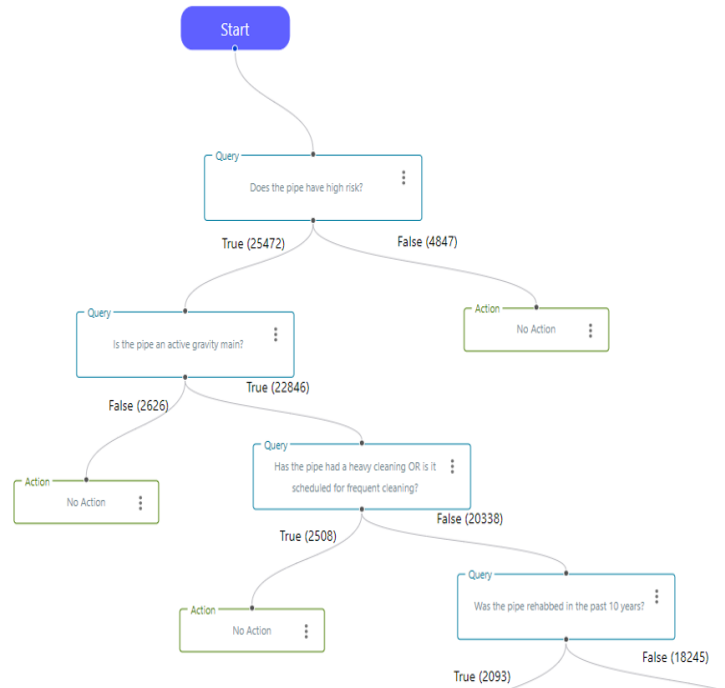 Start
Query
Does the pipe have high risk?
True (25472)
False (4847)
Query
Is the pipe an active gravity main?
Action
No Action
False (2626)
True (22846)
Query
Has the pipe had a heavy cleaning OR is it
scheduled for frequent cleaning?
Action
No Action
True (2508)
False (20338)
Query
Was the pipe rehabbed in the past 10 years?
Action
No Action
True (2093)
False (18245)